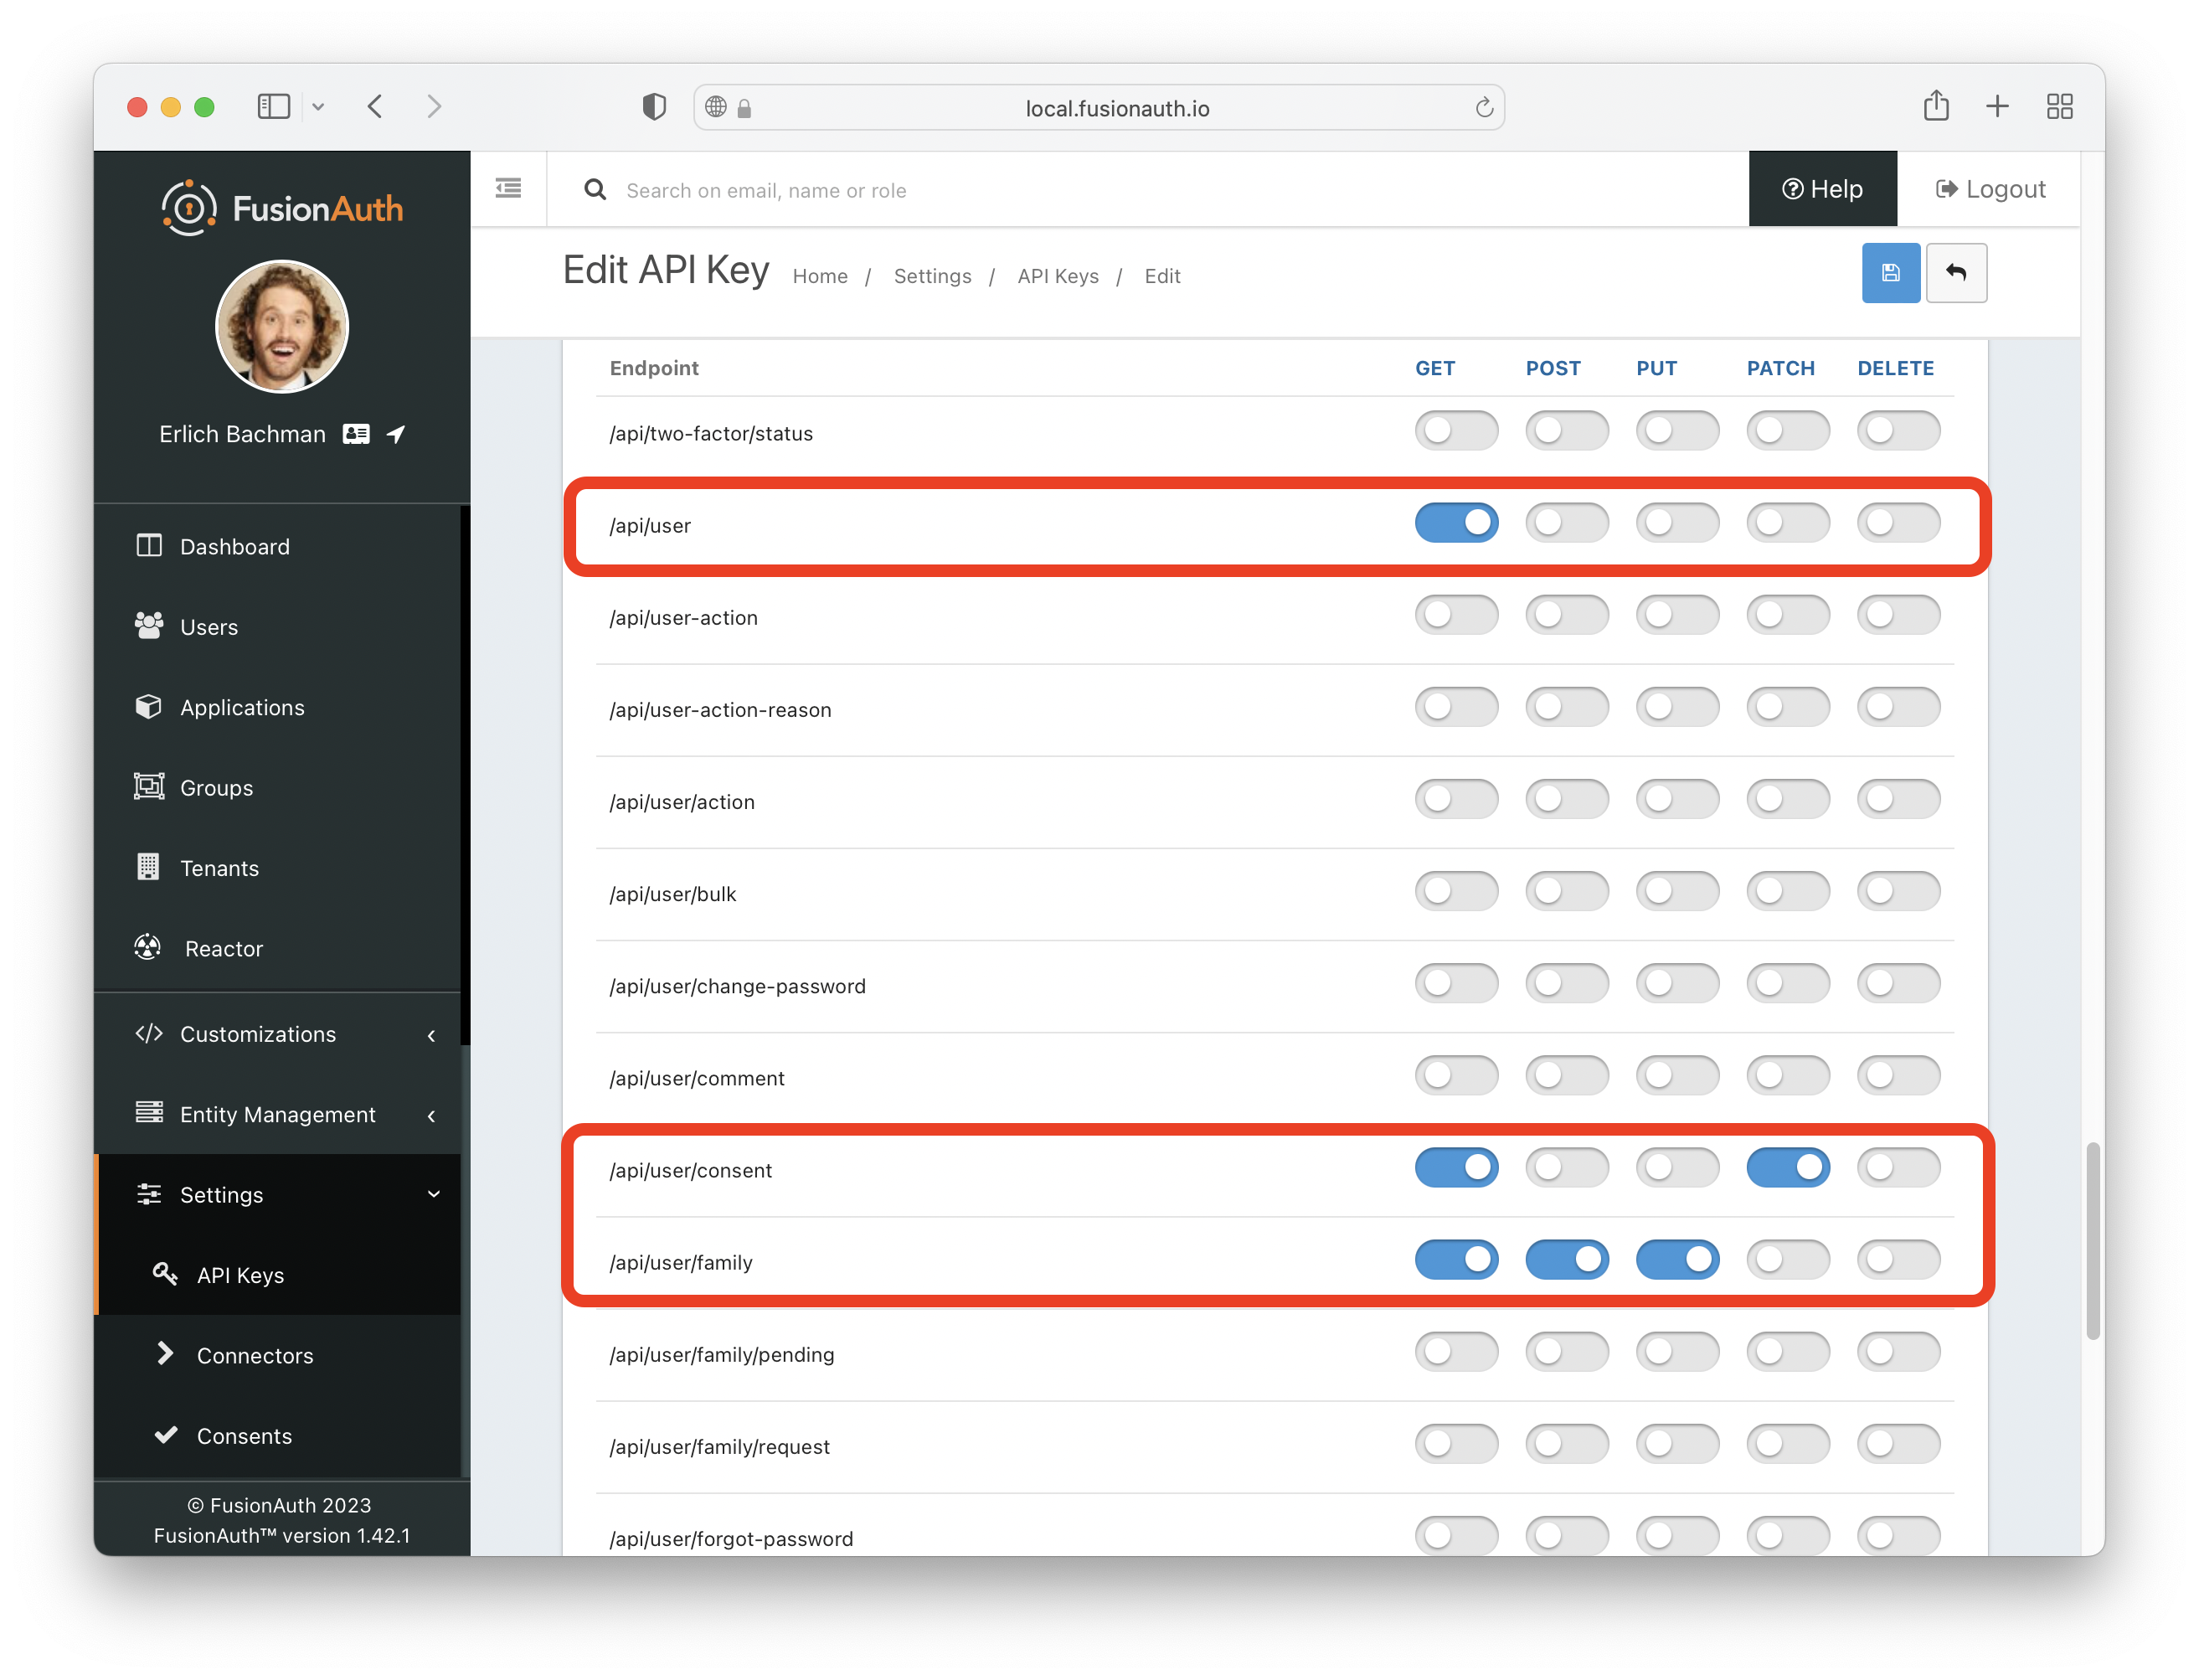 local.fusionauth.io
FusionAuth
Erlich Bachman
Dashboard
Users
Applications
Groups
Tenants
Reactor
Customizations
Entity Management
Settings
API Keys
Connectors
Consents
© FusionAuth 2023
FusionAuth™ version 1.42.1
Search on email, name or role
Help
Logout
Edit API Key
Home / Settings / API Keys / Edit
Endpoint GET POST PUT PATCH DELETE
/api/two-factor/status
/api/user
/api/user-action
/api/user-action-reason
/api/user/action
/api/user/bulk
/api/user/change-password
/api/user/comment
/api/user/consent
/api/user/family
/api/user/family/pending
/api/user/family/request
/api/user/forgot-password